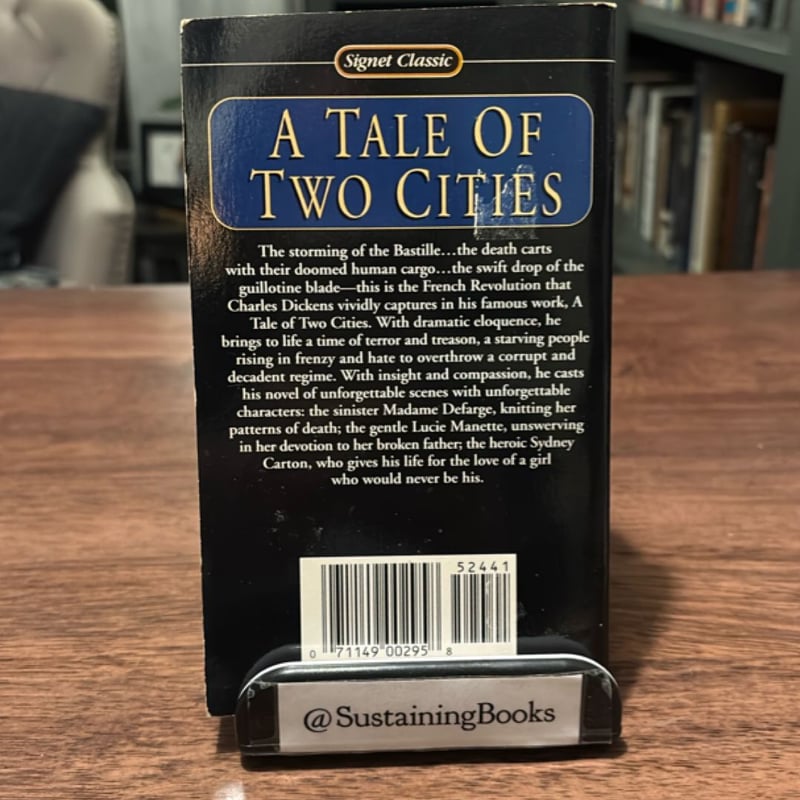 Signet Classic
A TALE OF
TWO CITIES
The storming of the Bastille...the death carts
with their doomed human cargo...the swift drop of the
guillotine blade—this is the French Revolution that
Charles Dickens vividly captures in his famous work, A
Tale of Two Cities. With dramatic eloquence, he
brings to life a time of terror and treason, a starving people
rising in frenzy and hate to overthrow a corrupt and
decadent regime. With insight and compassion, he casts
his novel of unforgettable scenes with unforgettable
characters: the sinister Madame Defarge, knitting her
patterns of death; the gentle Lucie Manette, unswerving
in her devotion to her broken father; the heroic Sydney
Carton, who gives his life for the love of a girl
who would never be his.
52441
0 71149 00295 8
@SustainingBooks